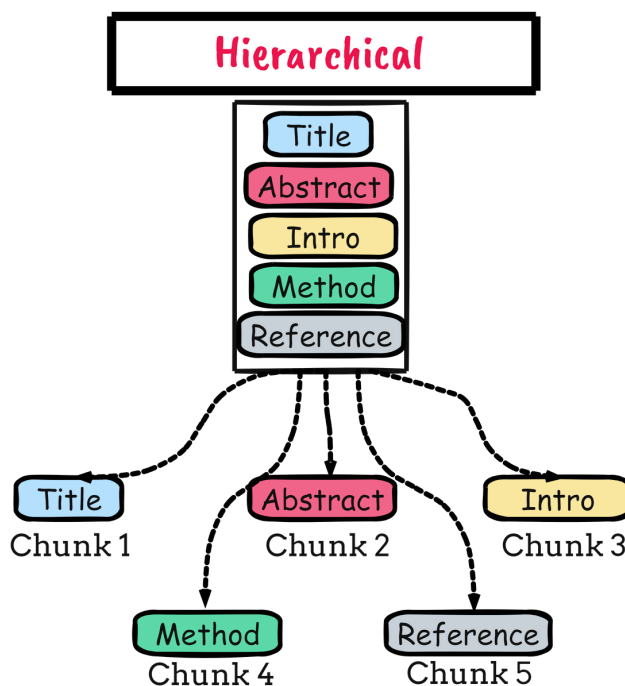 Hierarchical
Title
Abstract
Intro
Method
Reference
Title
Abstract
Intro
Chunk 1
Chunk 2
Chunk 3
Method
Reference
Chunk 4
Chunk 5